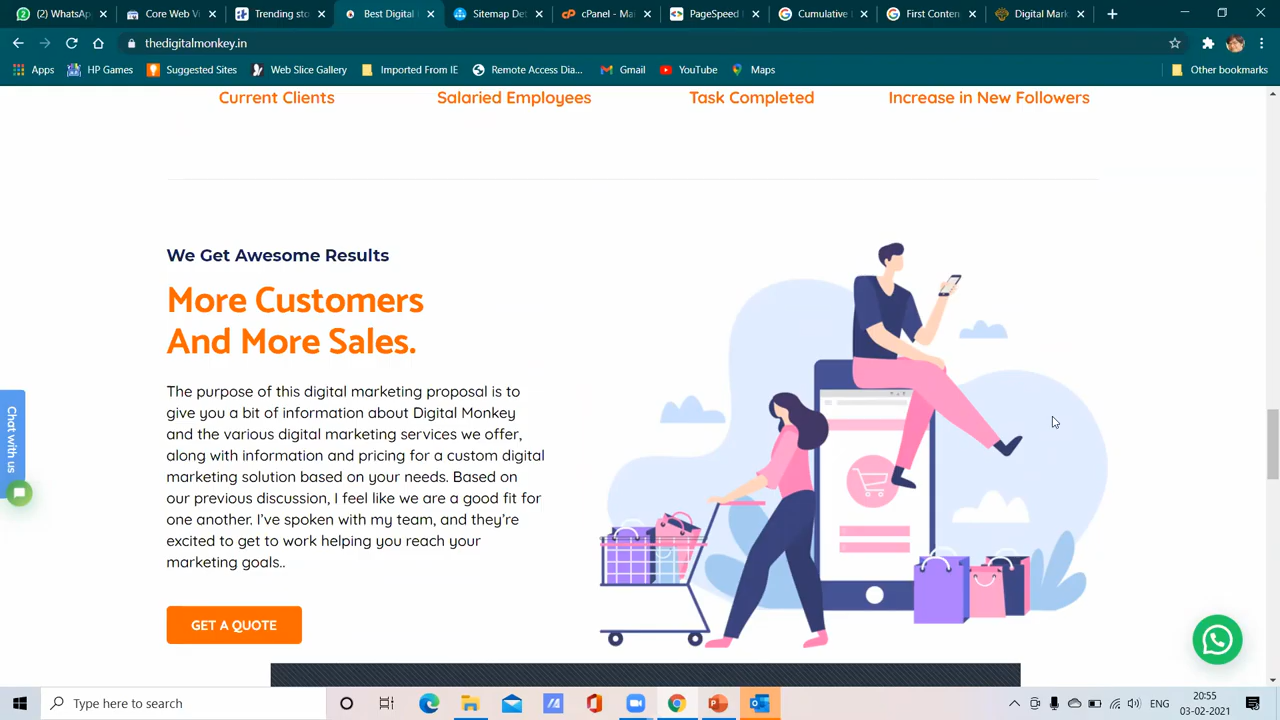 WhatsAp
Core Web Vi
Trending sto
Best Digital
Sitemap Det
cPanel - Mai
PageSpeed
Cumulative
First Conten
Digital Mark
thedigitalmonkey.in
Apps
HP Games
Suggested Sites
Web Slice Gallery
Imported From IE
Remote Access Dia...
Gmail
YouTube
Maps
Other bookmarks
Current Clients
Salaried Employees
Task Completed
Increase in New Followers
We Get Awesome Results
More Customers
And More Sales.
The purpose of this digital marketing proposal is to
give you a bit of information about Digital Monkey
and the various digital marketing services we offer,
along with information and pricing for a custom digital
marketing solution based on your needs. Based on
our previous discussion, I feel like we are a good fit for
one another. I've spoken with my team, and they're
excited to get to work helping you reach your
marketing goals..
GET A QUOTE
Chat with us
Type here to search
ENG
20:55
03-02-2021